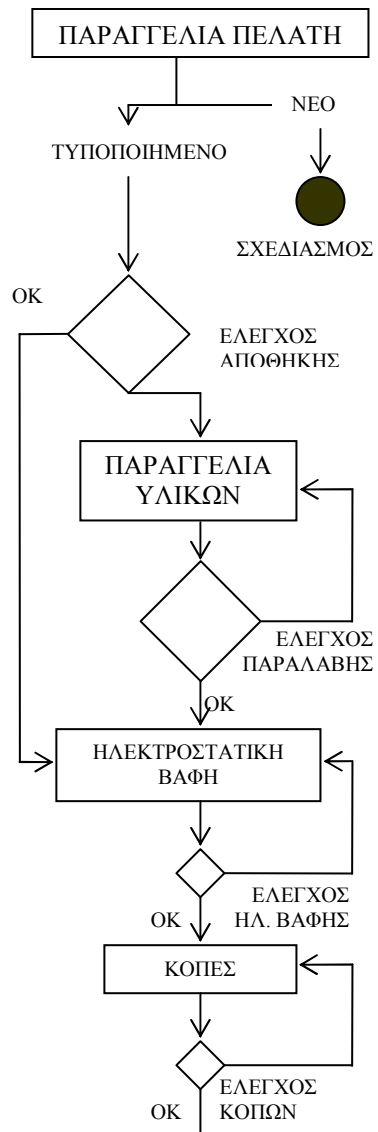 ΠΑΡΑΓΓΕΛΙΑ ΠΕΛΑΤΗ
ΝΕΟ
ΤΥΠΟΠΟΙΗΜΕΝΟ
ΣΧΕΔΙΑΣΜΟΣ
ΟΚ
ΕΛΕΓΧΟΣ
ΑΠΟΘΗΚΗΣ
ΠΑΡΑΓΓΕΛΙΑ
ΥΛΙΚΩΝ
ΕΛΕΓΧΟΣ
ΠΑΡΑΛΑΒΗΣ
ΟΚ
ΗΛΕΚΤΡΟΣΤΑΤΙΚΗ
ΒΑΦΗ
ΕΛΕΓΧΟΣ
ΗΛ. ΒΑΦΗΣ
ΟΚ
ΚΟΠΕΣ
ΕΛΕΓΧΟΣ
ΚΟΠΩΝ
ΟΚ